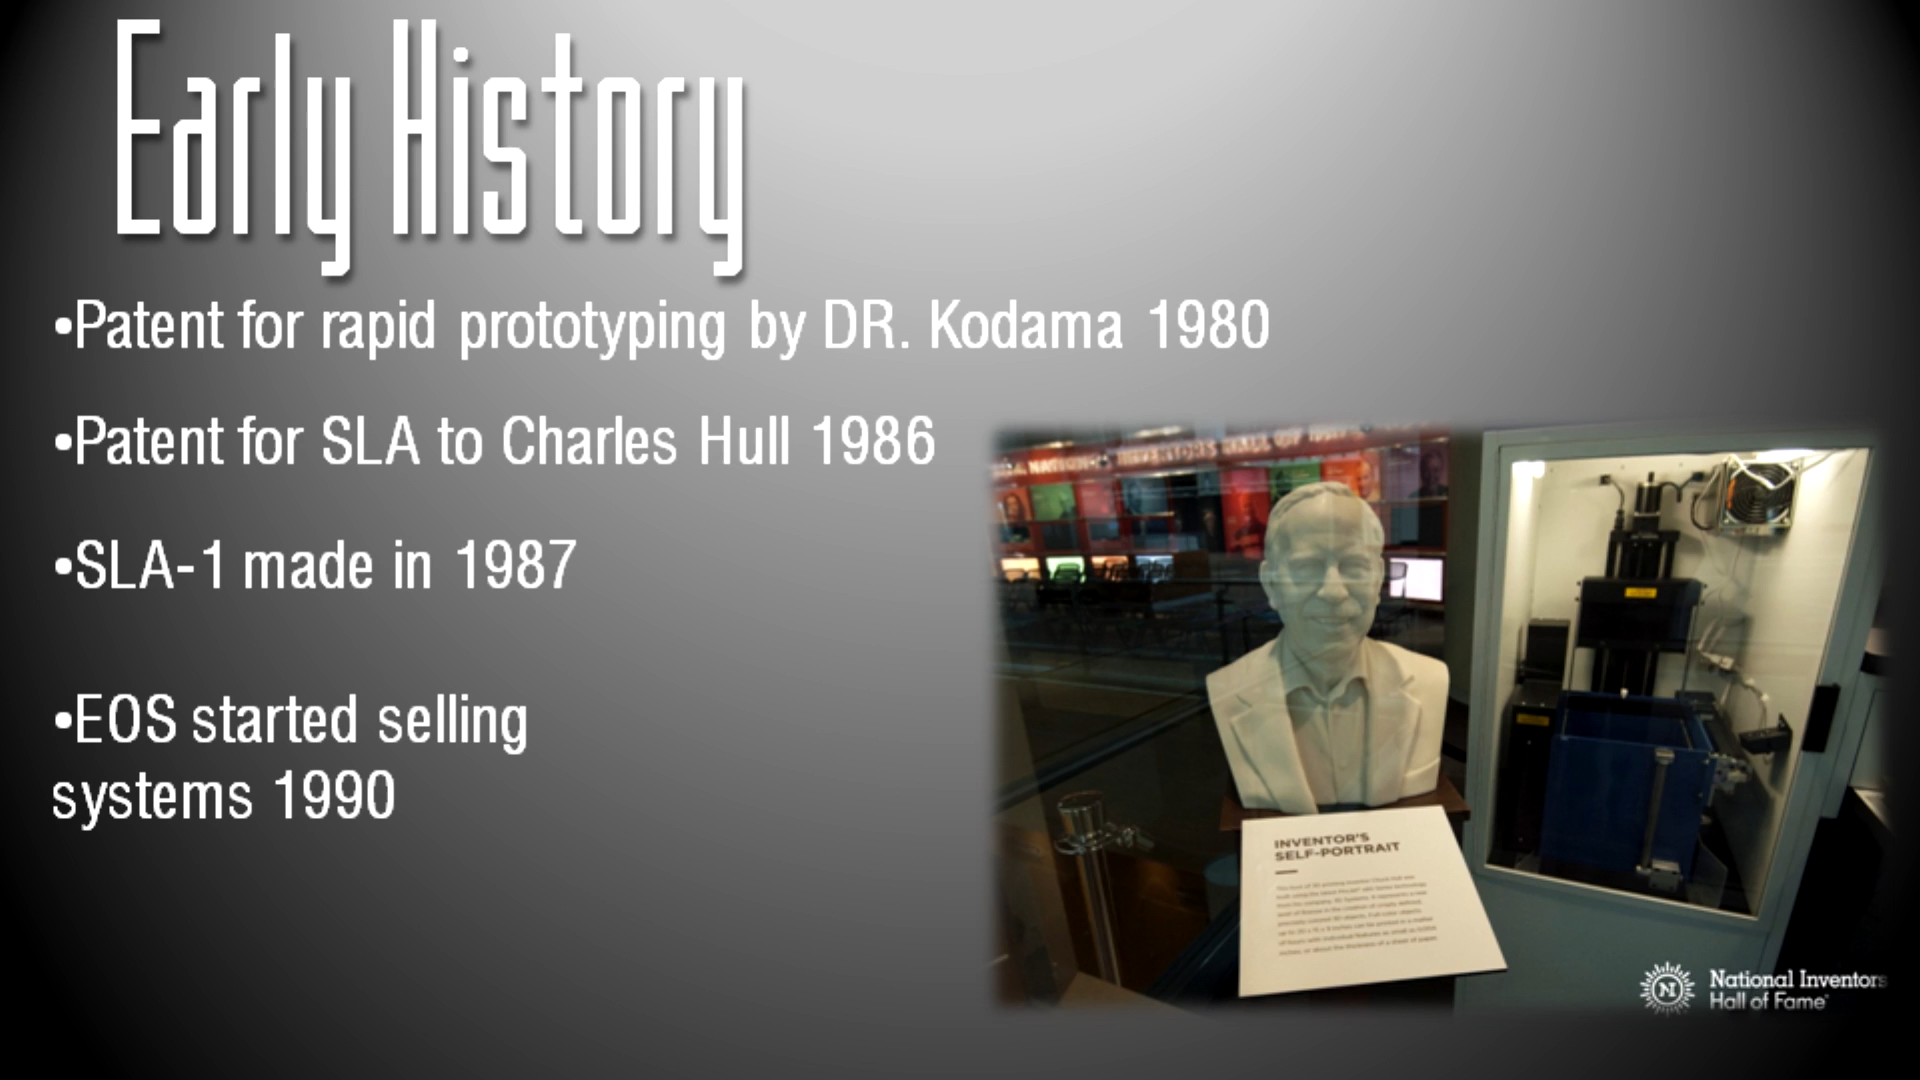 Early History
•Patent for rapid prototyping by DR. Kodama 1980
•Patent for SLA to Charles Hull 1986
•SLA-1 made in 1987
•EOS started selling
systems 1990
INVENTOR'S
SELF-PORTRAIT
National Inventors
Hall of Fame